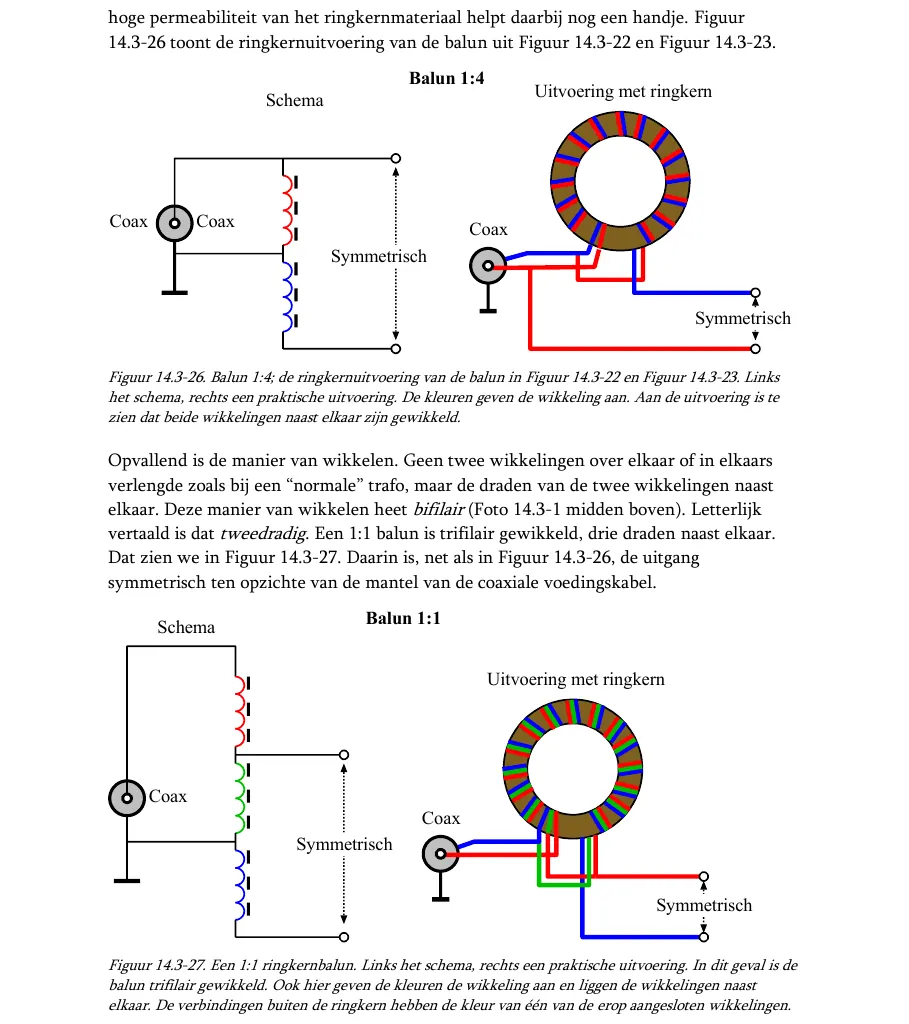 hoge permeabiliteit van het ringkernmateriaal helpt daarbij nog een handje. Figuur
14.3-26 toont de ringkernuitvoering van de balun uit Figuur 14.3-22 en Figuur 14.3-23.
Balun 1:4
Schema
Uitvoering met ringkern
Coax
Coax
Symmetrisch
Coax
Symmetrisch
Figuur 14.3-26. Balun 1:4; de ringkernuitvoering van de balun in Figuur 14.3-22 en Figuur 14.3-23. Links
het schema, rechts een praktische uitvoering. De kleuren geven de wikkeling aan. Aan de uitvoering is te
zien dat beide wikkelingen naast elkaar zijn gewikkeld.
Opvallend is de manier van wikkelen. Geen twee wikkelingen over elkaar of in elkaars
verlengde zoals bij een “normale” trafo, maar de draden van de twee wikkelingen naast
elkaar. Deze manier van wikkelen heet bifilair (Foto 14.3-1 midden boven). Letterlijk
vertaald is dat tweedradig. Een 1:1 balun is trifilair gewikkeld, drie draden naast elkaar.
Dat zien we in Figuur 14.3-27. Daarin is, net als in Figuur 14.3-26, de uitgang
symmetrisch ten opzichte van de mantel van de coaxiale voedingskabel.
Balun 1:1
Schema
Uitvoering met ringkern
Coax
Symmetrisch
Coax
Symmetrisch
Figuur 14.3-27. Een 1:1 ringkernbalun. Links het schema, rechts een praktische uitvoering. In dit geval is de
balun trifilair gewikkeld. Ook hier geven de kleuren de wikkeling aan en liggen de wikkelingen naast
elkaar. De verbindingen buiten de ringkern hebben de kleur van één van de erop aangesloten wikkelingen.